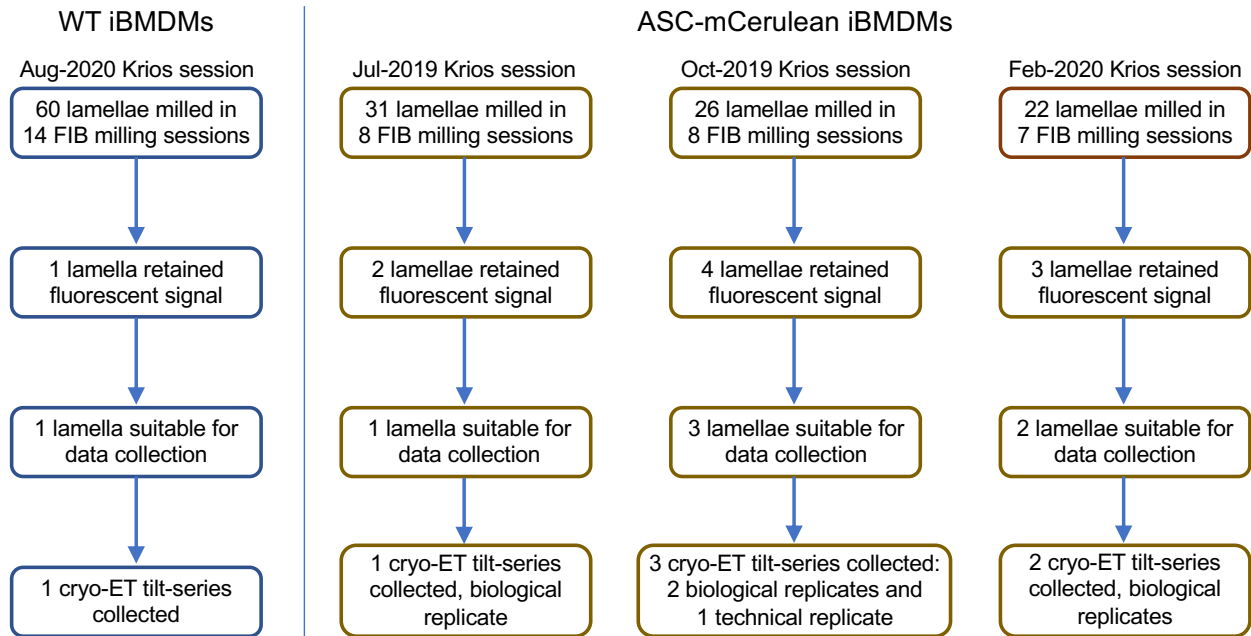 WT iBMDMs
ASC-mCerulean iBMDMs
Aug-2020 Krios session
60 lamellae milled in
14 FIB milling sessions
1 lamella retained
fluorescent signal
1 lamella suitable for
data collection
1 cryo-ET tilt-series
collected
Jul-2019 Krios session
31 lamellae milled in
8 FIB milling sessions
2 lamellae retained
fluorescent signal
1 lamella suitable for
data collection
1 cryo-ET tilt-series
collected, biological
replicate
Oct-2019 Krios session
26 lamellae milled in
8 FIB milling sessions
4 lamellae retained
fluorescent signal
3 lamellae suitable for
data collection
3 cryo-ET tilt-series collected:
2 biological replicates and
1 technical replicate
Feb-2020 Krios session
22 lamellae milled in
7 FIB milling sessions
3 lamellae retained
fluorescent signal
2 lamellae suitable for
data collection
2 cryo-ET tilt-series
collected, biological
replicates